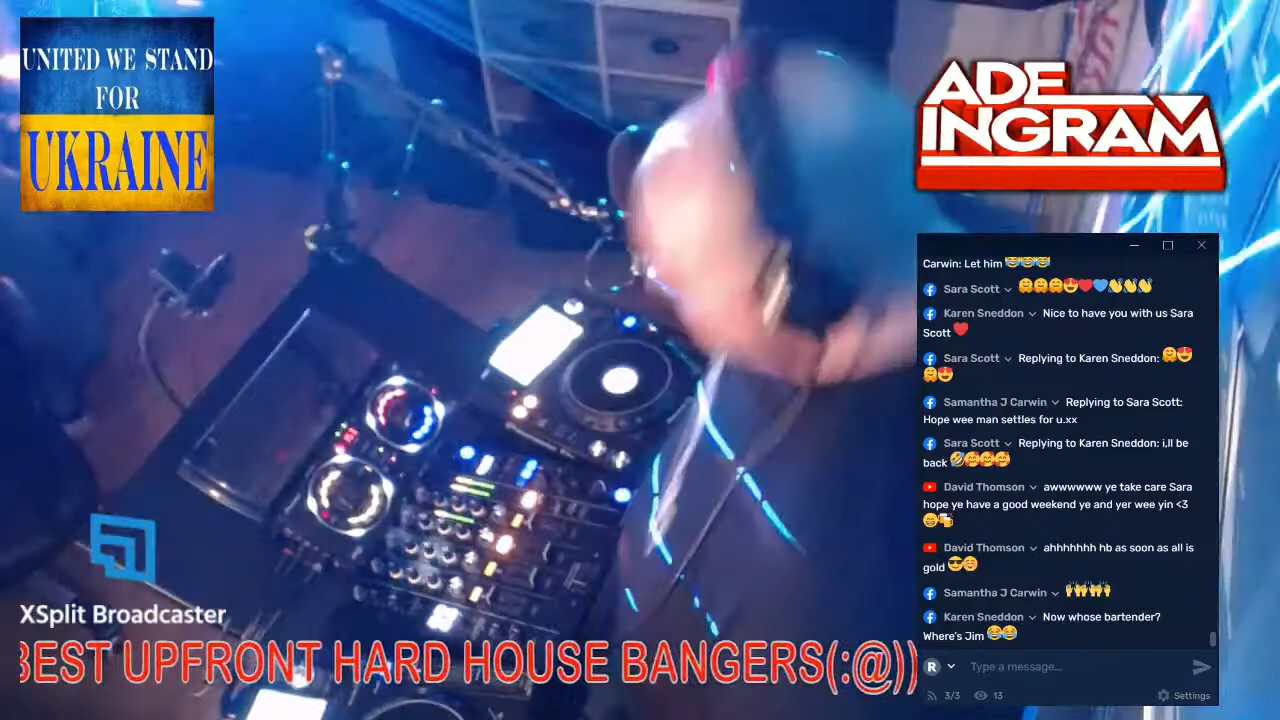 UNITED WE STAND
FOR
UKRAINE
ADE
INGRAM
Carwin: Let him 😂😂😂
Sara Scott 🤗🤗🤗😍❤️💙👏👏👏
Karen Sneddon Nice to have you with us Sara
Scott ❤️
Sara Scott Replying to Karen Sneddon: 🤗😍
🤗😍
Samantha J Carwin Replying to Sara Scott:
Hope wee man settles for u.xx
Sara Scott Replying to Karen Sneddon: i,ll be
back 🤣🥰🥰🥰
David Thomson awwwwww ye take care Sara
hope ye have a good weekend ye and yer wee yin <3
😁🍻
David Thomson ahhhhhhh hb as soon as all is
gold 😎☺️
Samantha J Carwin 🙌🙌🙌
Karen Sneddon Now whose bartender?
Where's Jim 😂😂
R Type a message...
3/3 13 Settings
XSplit Broadcaster
BEST UPFRONT HARD HOUSE BANGERS(:@))